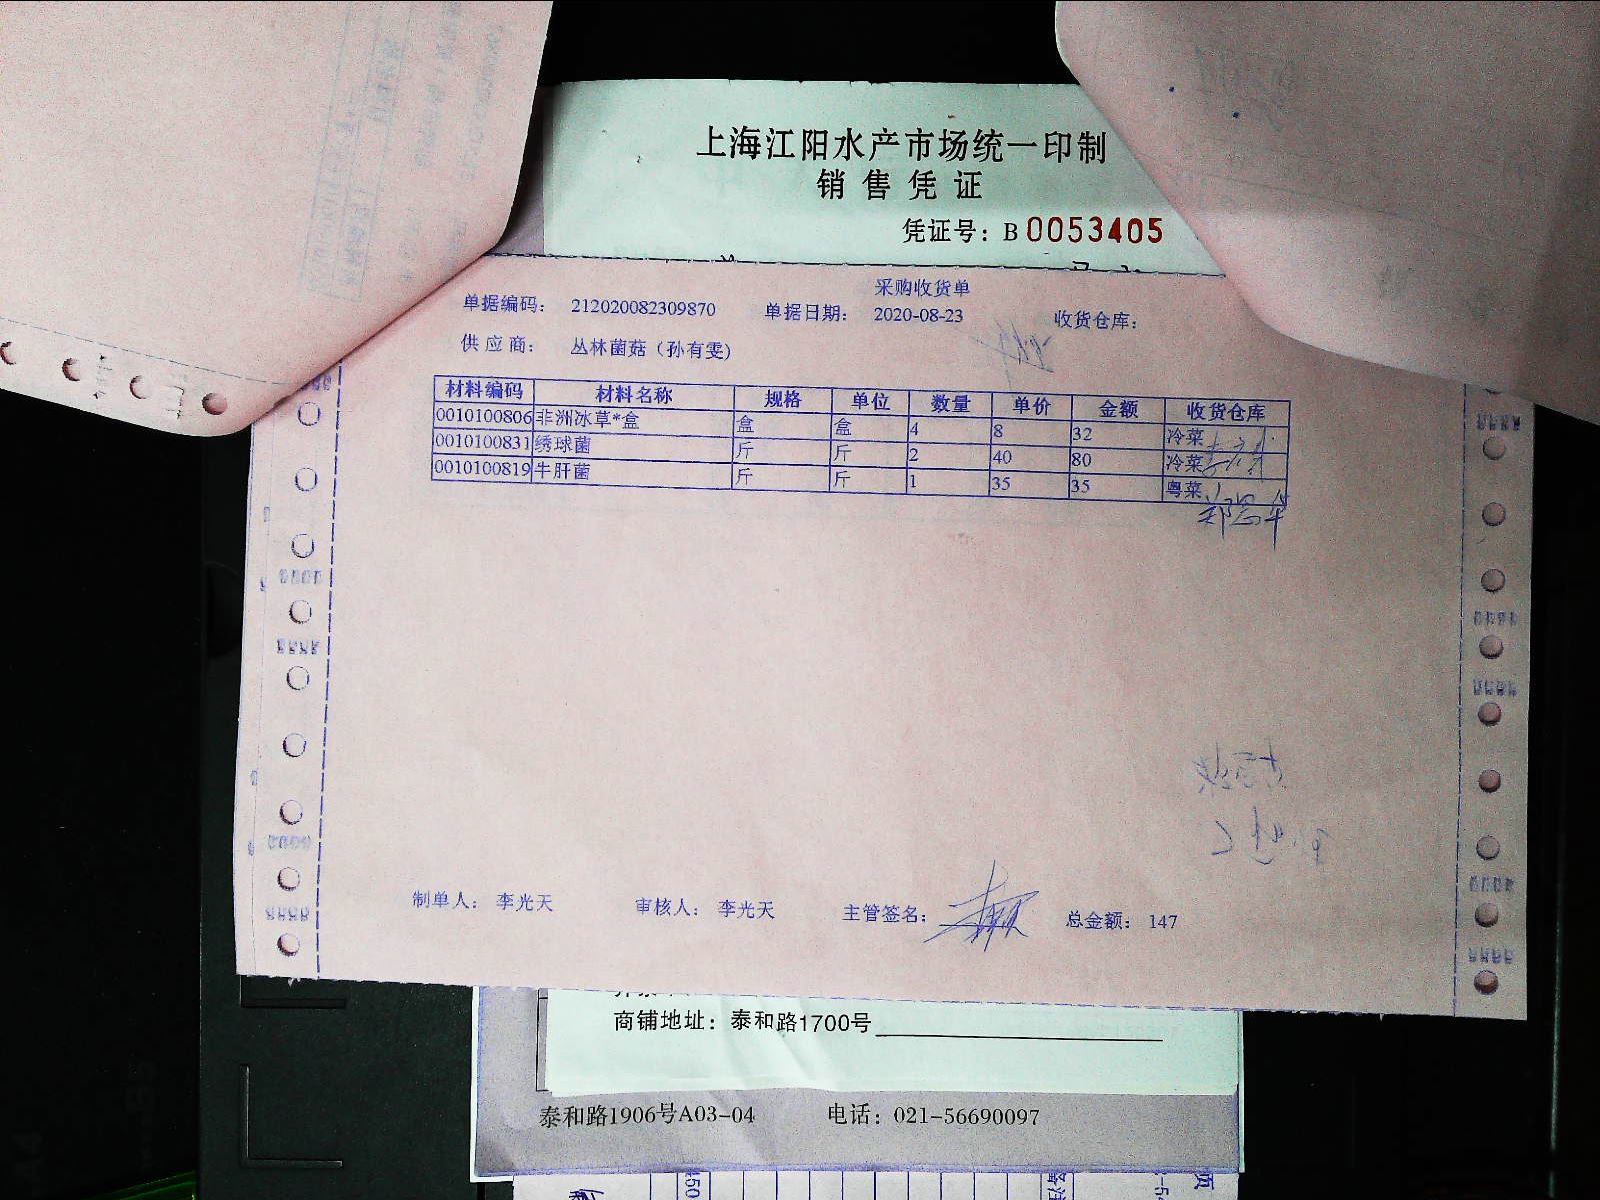 上海江阳水产市场统一印制
销售凭证
凭证号：B 0053405
采购收货单
单据编码： 212020082309870 单据日期： 2020-08-23 收货仓库：
供应商： 丛林菌菇（孙有雯）
材料编码 材料名称 规格 单位 数量 单价 金额 收货仓库
0010100806 非洲冰草*盒 盒 盒 4 8 32 冷菜
0010100831 绣球菌 斤 斤 2 40 80 冷菜
0010100819 牛肝菌 斤 斤 1 35 35 粤菜
制单人： 李光天 审核人： 李光天 主管签名： 总金额： 147
商铺地址：泰和路1700号
泰和路1906号A03-04 电话：021-56690097